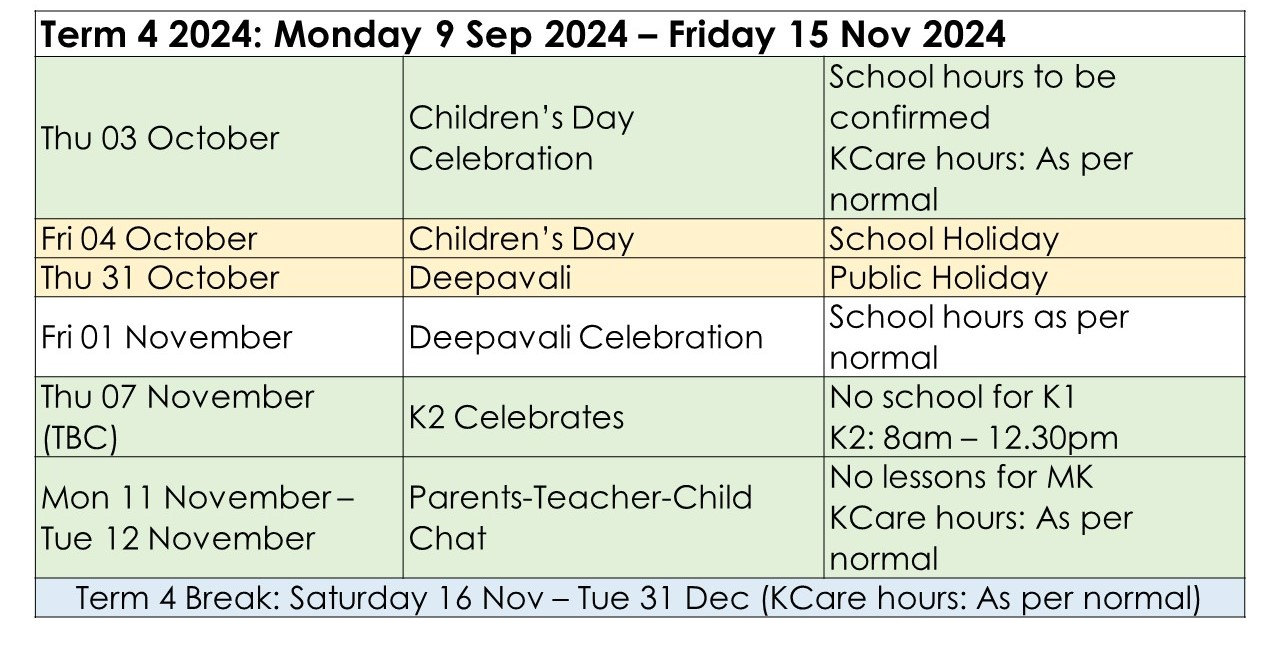 Term 4 2024: Monday 9 Sep 2024 – Friday 15 Nov 2024
Thu 03 October
Children’s Day
Celebration
School hours to be
confirmed
KCare hours: As per
normal
Fri 04 October
Children’s Day
School Holiday
Thu 31 October
Deepavali
Public Holiday
Fri 01 November
Deepavali Celebration
School hours as per
normal
Thu 07 November
(TBC)
K2 Celebrates
No school for K1
K2: 8am – 12.30pm
Mon 11 November –
Tue 12 November
Parents-Teacher-Child
Chat
No lessons for MK
KCare hours: As per
normal
Term 4 Break: Saturday 16 Nov – Tue 31 Dec (KCare hours: As per normal)